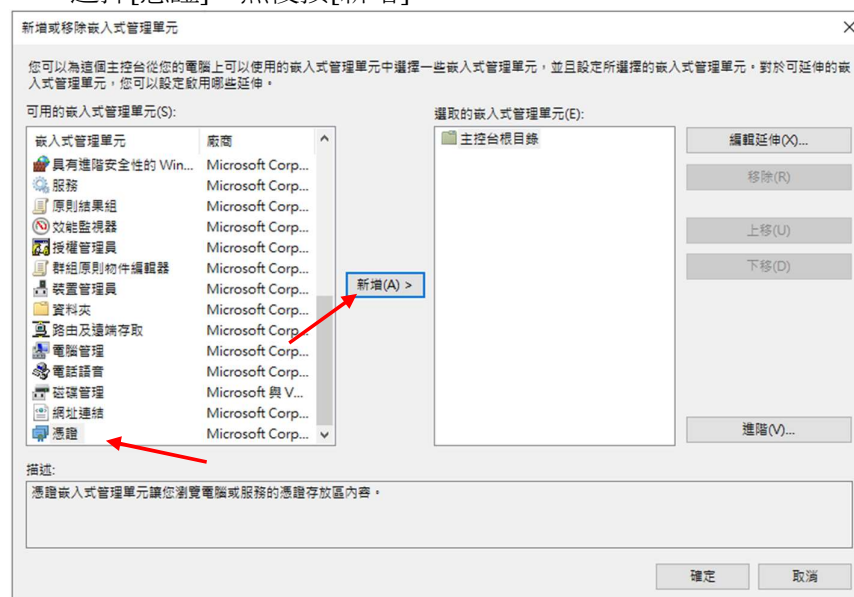 選擇[憑證]，然後按[新增]
新增或移除嵌入式管理單元
您可以為這個主控台從您的電腦上可以使用的嵌入式管理單元中選擇一些嵌入式管理單元，並且設定所選擇的嵌入式管理單元。對於可延伸的嵌
入式管理單元，您可以設定啟用哪些延伸。
可用的嵌入式管理單元(S):
選取的嵌入式管理單元(E):
嵌入式管理單元 廠商
具有進階安全性的 Win... Microsoft Corp...
服務 Microsoft Corp...
原則結果組 Microsoft Corp...
效能監視器 Microsoft Corp...
授權管理員 Microsoft Corp...
群組原則物件編輯器 Microsoft Corp...
裝置管理員 Microsoft Corp...
資料夾 Microsoft Corp...
路由及遠端存取 Microsoft Corp...
電腦管理 Microsoft Corp...
電話語音 Microsoft Corp...
磁碟管理 Microsoft 與 V...
網址連結 Microsoft Corp...
憑證 Microsoft Corp...
新增(A) >
主控台根目錄
編輯延伸(X)...
移除(R)
上移(U)
下移(D)
進階(V)...
描述:
憑證嵌入式管理單元讓您瀏覽電腦或服務的憑證存放區內容。
確定
取消